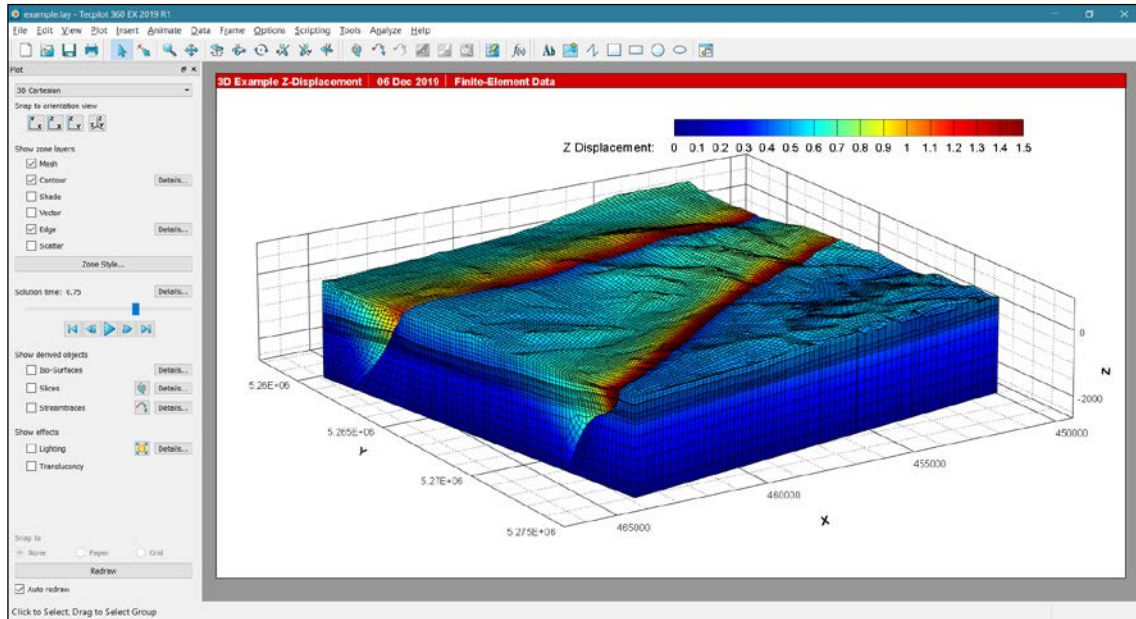 example.lay - Tecplot 360 EX 2019 R1
File Edit View Plot Insert Animate Data Frame Options Scripting Tools Analyze Help
Plot
3D Cartesian
Snap to orientation view
Show zone layers
Mesh
Contour Details...
Shade
Vector
Edge Details...
Scatter
Zone Style...
Solution time: 6.75 Details...
Show derived objects
Iso-Surfaces Details...
Slices Details...
Streamtraces Details...
Show effects
Lighting Details...
Translucency
Snap to
None Paper Grid
Redraw
Auto redraw
Click to Select, Drag to Select Group
3D Example Z-Displacement | 06 Dec 2019 | Finite-Element Data
Z Displacement: 0 0.1 0.2 0.3 0.4 0.5 0.6 0.7 0.8 0.9 1 1.1 1.2 1.3 1.4 1.5
0
Z
-2000
5.26E+06
5.265E+06
Y
5.27E+06
5.275E+06
450000
455000
460000
X
465000